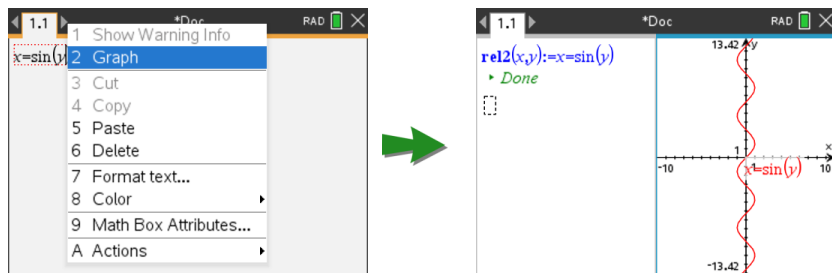 1.1 *Doc RAD
x=sin(y
1 Show Warning Info
2 Graph
3 Cut
4 Copy
5 Paste
6 Delete
7 Format text...
8 Color
9 Math Box Attributes...
A Actions
1.1 *Doc RAD
rel2(x,y):=x=sin(y)
Done
13.42 y
1
x
-10 1 10
x=sin(y)
-13.42